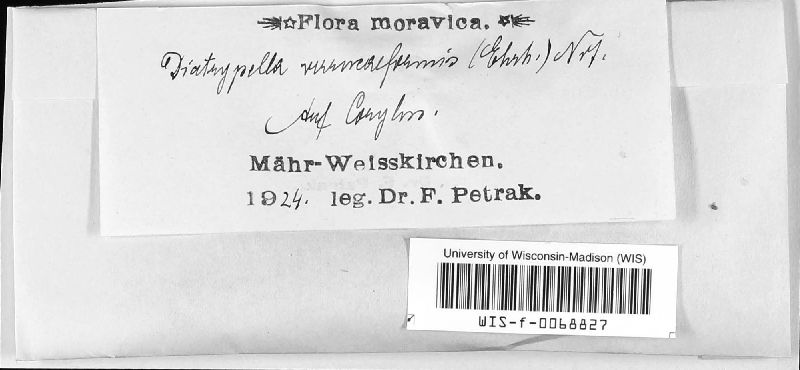 Flora moravica.
Diatrypella verrucaeformis (Ehrh.) Nit.
Auf Corylus.
Mähr-Weisskirchen.
1924. leg. Dr. F. Petrak.
University of Wisconsin-Madison (WIS)
WIS-f-0068827